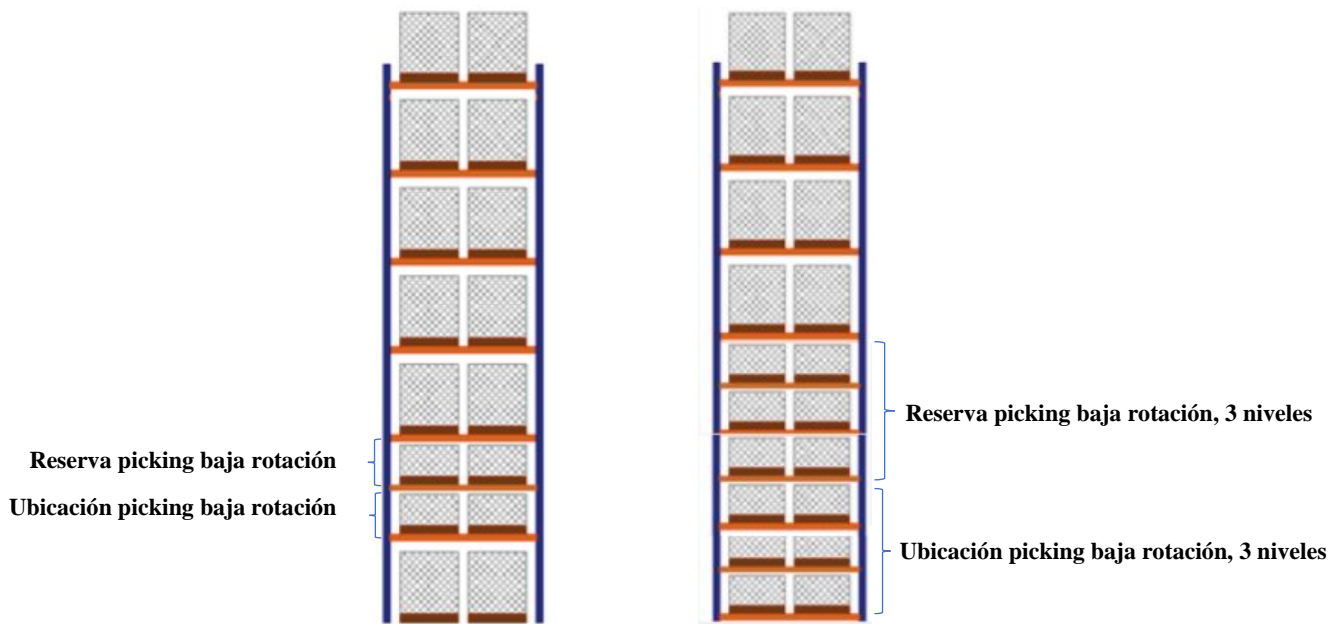 Reserva picking baja rotación
Ubicación picking baja rotación
Reserva picking baja rotación, 3 niveles
Ubicación picking baja rotación, 3 niveles